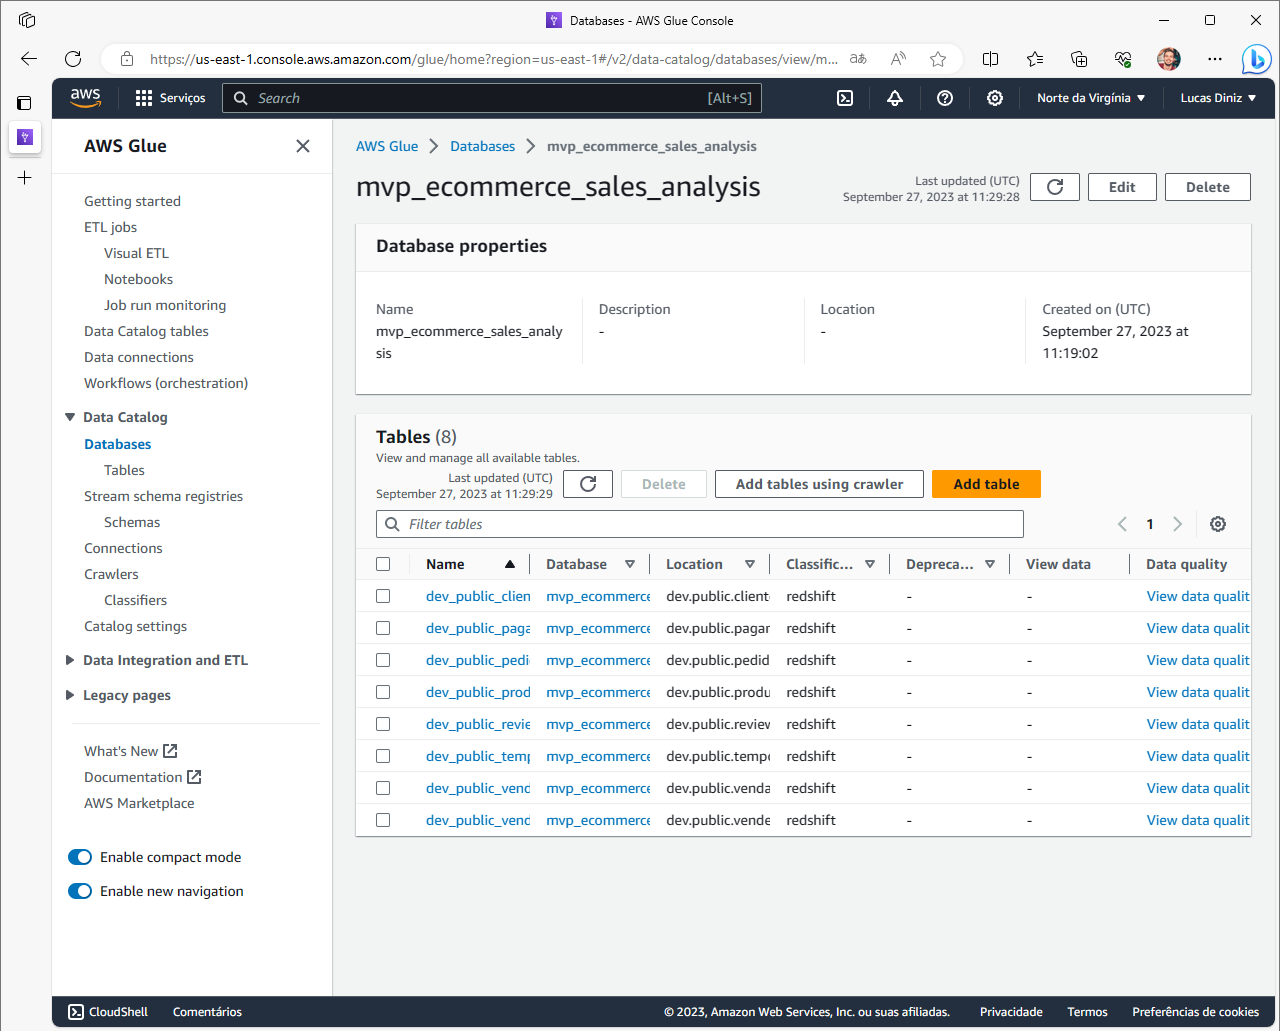 Databases - AWS Glue Console
https://us-east-1.console.aws.amazon.com/glue/home?region=us-east-1#/v2/data-catalog/databases/view/m...
aあ
A
aws
Serviços
Search
[Alt+S]
Norte da Virgínia
Lucas Diniz
AWS Glue
Getting started
ETL jobs
Visual ETL
Notebooks
Job run monitoring
Data Catalog tables
Data connections
Workflows (orchestration)
Data Catalog
Databases
Tables
Stream schema registries
Schemas
Connections
Crawlers
Classifiers
Catalog settings
Data Integration and ETL
Legacy pages
What's New
Documentation
AWS Marketplace
Enable compact mode
Enable new navigation
AWS Glue
Databases
mvp_ecommerce_sales_analysis
mvp_ecommerce_sales_analysis
Last updated (UTC)
September 27, 2023 at 11:29:28
Edit
Delete
Database properties
Name
mvp_ecommerce_sales_analy
sis
Description
-
Location
-
Created on (UTC)
September 27, 2023 at
11:19:02
Tables (8)
View and manage all available tables.
Last updated (UTC)
September 27, 2023 at 11:29:29
Delete
Add tables using crawler
Add table
Filter tables
1
Name Database Location Classific... Depreca... View data Data quality
dev_public_clien mvp_ecommerce dev.public.cliente redshift - - View data qualit
dev_public_paga mvp_ecommerce dev.public.pagar redshift - - View data qualit
dev_public_pedi mvp_ecommerce dev.public.pedid redshift - - View data qualit
dev_public_prod mvp_ecommerce dev.public.produ redshift - - View data qualit
dev_public_revie mvp_ecommerce dev.public.review redshift - - View data qualit
dev_public_temp mvp_ecommerce dev.public.tempo redshift - - View data qualit
dev_public_vend mvp_ecommerce dev.public.venda redshift - - View data qualit
dev_public_vend mvp_ecommerce dev.public.vende redshift - - View data qualit
CloudShell
Comentários
© 2023, Amazon Web Services, Inc. ou suas afiliadas.
Privacidade
Termos
Preferências de cookies